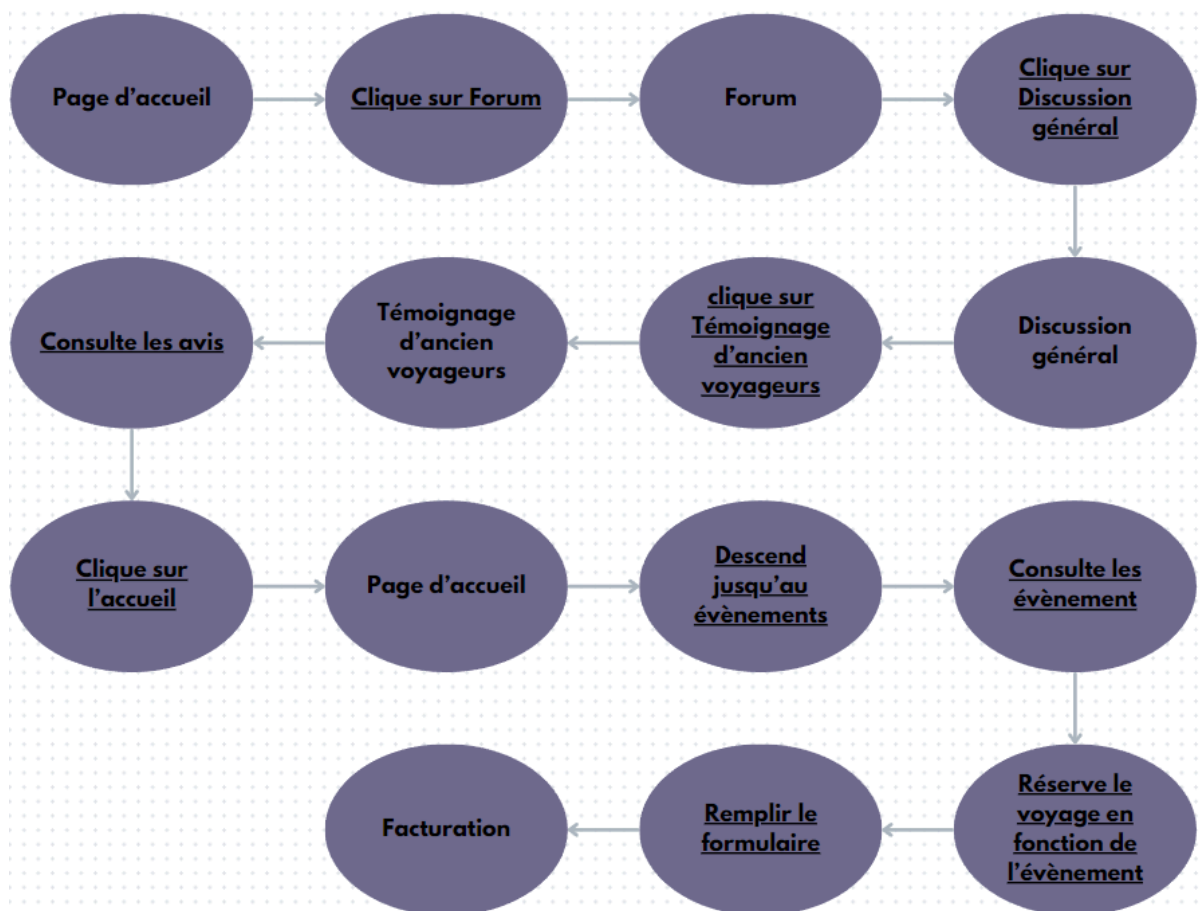 Page d'accueil
Clique sur Forum
Forum
Clique sur
Discussion
général
Discussion
général
clique sur
Témoignage
d'ancien
voyageurs
Témoignage
d'ancien
voyageurs
Consulte les avis
Clique sur
l'accueil
Page d'accueil
Descend
jusqu'au
évènements
Consulte les
évènement
Réserve le
voyage en
fonction de
l'évènement
Remplir le
formulaire
Facturation